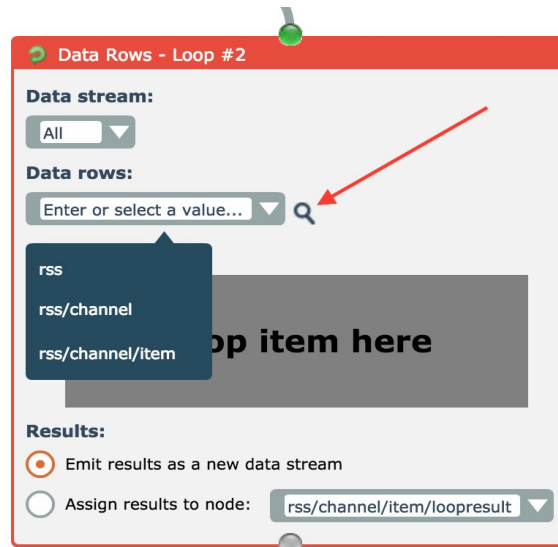 Data Rows - Loop #2
Data stream:
All
Data rows:
Enter or select a value...
rss
rss/channel
rss/channel/item
op item here
Results:
Emit results as a new data stream
Assign results to node:
rss/channel/item/loopresult